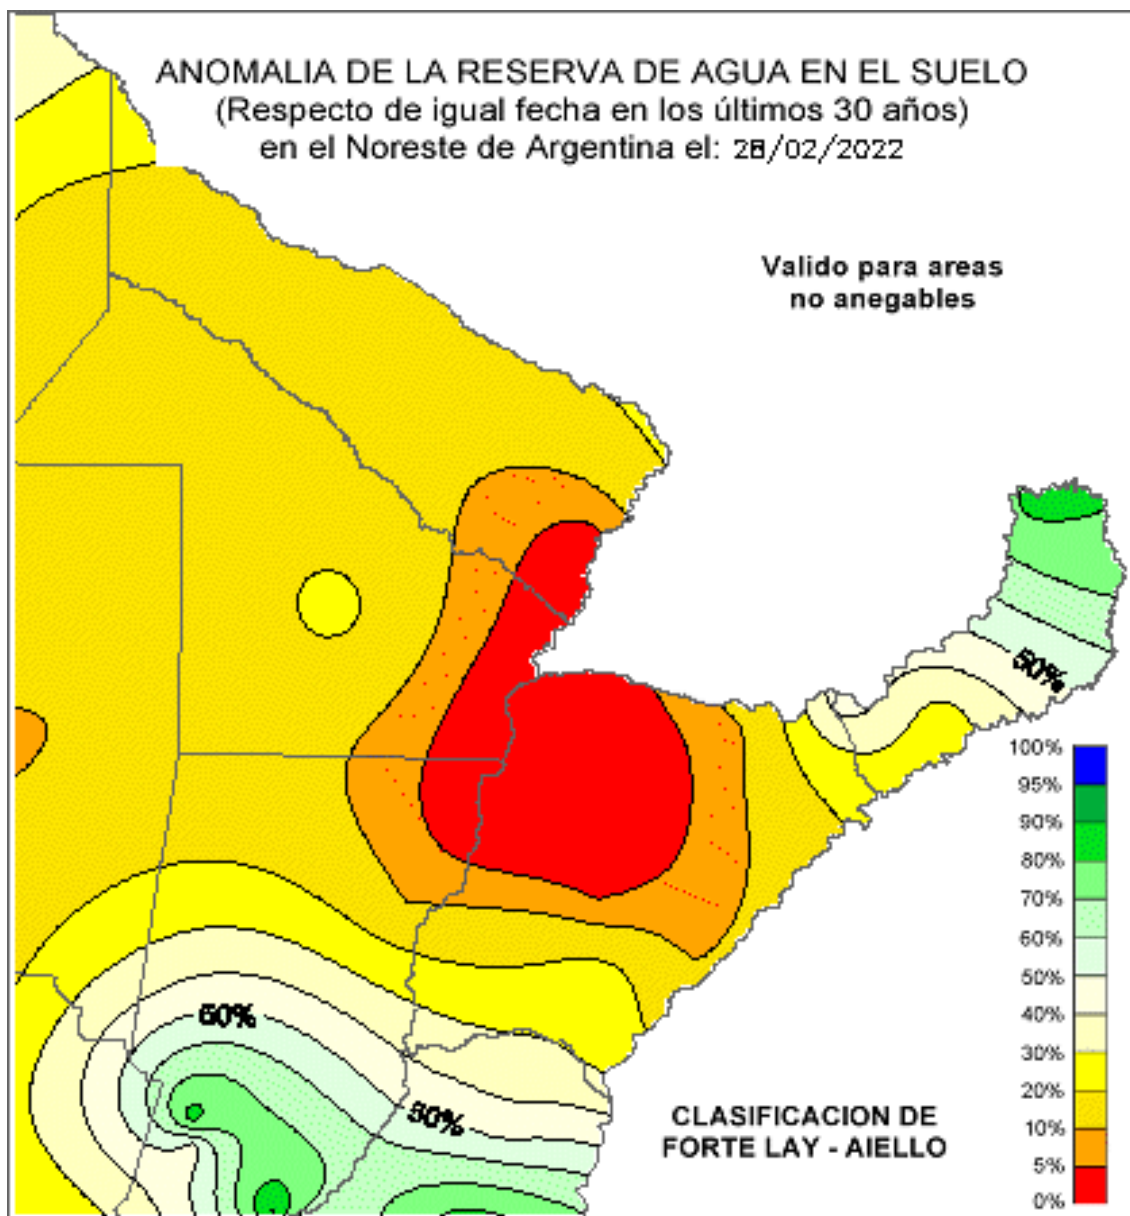 ANOMALIA DE LA RESERVA DE AGUA EN EL SUELO
(Respecto de igual fecha en los últimos 30 años)
en el Noreste de Argentina el: 28/02/2022
Valido para areas
no anegables
50%
100%
95%
90%
80%
70%
60%
50%
40%
30%
20%
10%
5%
0%
50%
50%
CLASIFICACION DE
FORTE LAY - AIELLO